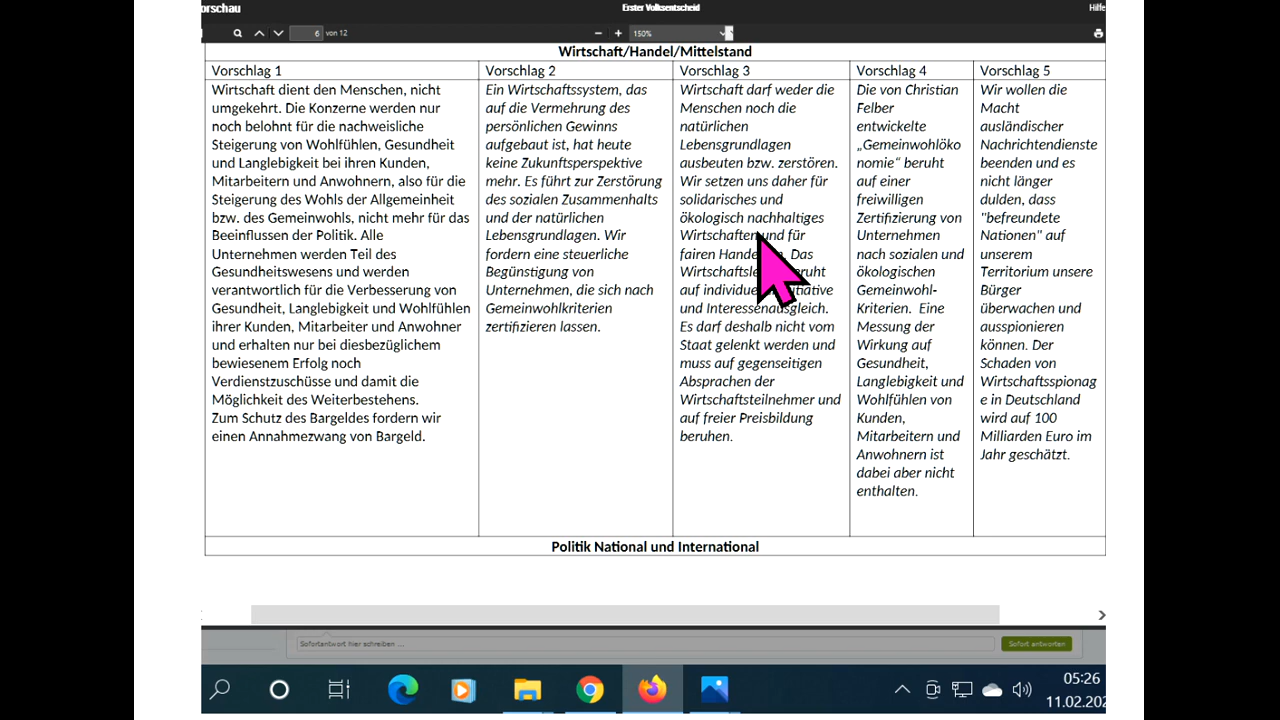 orschau
Erster Volksentscheid
Hilfe
6 von 12
150%
Wirtschaft/Handel/Mittelstand
Vorschlag 1
Wirtschaft dient den Menschen, nicht
umgekehrt. Die Konzerne werden nur
noch belohnt für die nachweisliche
Steigerung von Wohlfühlen, Gesundheit
und Langlebigkeit bei ihren Kunden,
Mitarbeitern und Anwohnern, also für die
Steigerung des Wohls der Allgemeinheit
bzw. des Gemeinwohls, nicht mehr für das
Beeinflussen der Politik. Alle
Unternehmen werden Teil des
Gesundheitswesens und werden
verantwortlich für die Verbesserung von
Gesundheit, Langlebigkeit und Wohlfühlen
ihrer Kunden, Mitarbeiter und Anwohner
und erhalten nur bei diesbezüglichem
bewiesenem Erfolg noch
Verdienstzuschüsse und damit die
Möglichkeit des Weiterbestehens.
Zum Schutz des Bargeldes fordern wir
einen Annahmezwang von Bargeld.
Vorschlag 2
Ein Wirtschaftssystem, das
auf die Vermehrung des
persönlichen Gewinns
aufgebaut ist, hat heute
keine Zukunftsperspektive
mehr. Es führt zur Zerstörung
des sozialen Zusammenhalts
und der natürlichen
Lebensgrundlagen. Wir
fordern eine steuerliche
Begünstigung von
Unternehmen, die sich nach
Gemeinwohlkriterien
zertifizieren lassen.
Vorschlag 3
Wirtschaft darf weder die
Menschen noch die
natürlichen
Lebensgrundlagen
ausbeuten bzw. zerstören.
Wir setzen uns daher für
solidarisches und
ökologisch nachhaltiges
Wirtschaften und für
fairen Das
auf
und Interessenausgleich.
Es darf deshalb nicht vom
Staat gelenkt werden und
muss auf gegenseitigen
Absprachen der
Wirtschaftsteilnehmer und
auf freier Preisbildung
beruhen.
Vorschlag 4
Die von Christian
Felber
entwickelte
„Gemeinwohlöko
nomie“ beruht
auf einer
freiwilligen
Zertifizierung von
Unternehmen
nach sozialen und
ökologischen
Gemeinwohl-
Kriterien. Eine
Messung der
Wirkung auf
Gesundheit,
Langlebigkeit und
Wohlfühlen von
Kunden,
Mitarbeitern und
Anwohnern ist
dabei aber nicht
enthalten.
Vorschlag 5
Wir wollen die
Macht
ausländischer
Nachrichtendienste
beenden und es
nicht länger
dulden, dass
"befreundete
Nationen" auf
unserem
Territorium unsere
Bürger
überwachen und
ausspionieren
können. Der
Schaden von
Wirtschaftsspionag
e in Deutschland
wird auf 100
Milliarden Euro im
Jahr geschätzt.
Politik National und International
Sofortantwort hier schreiben ...
Sofort antworten
05:26
11.02.202